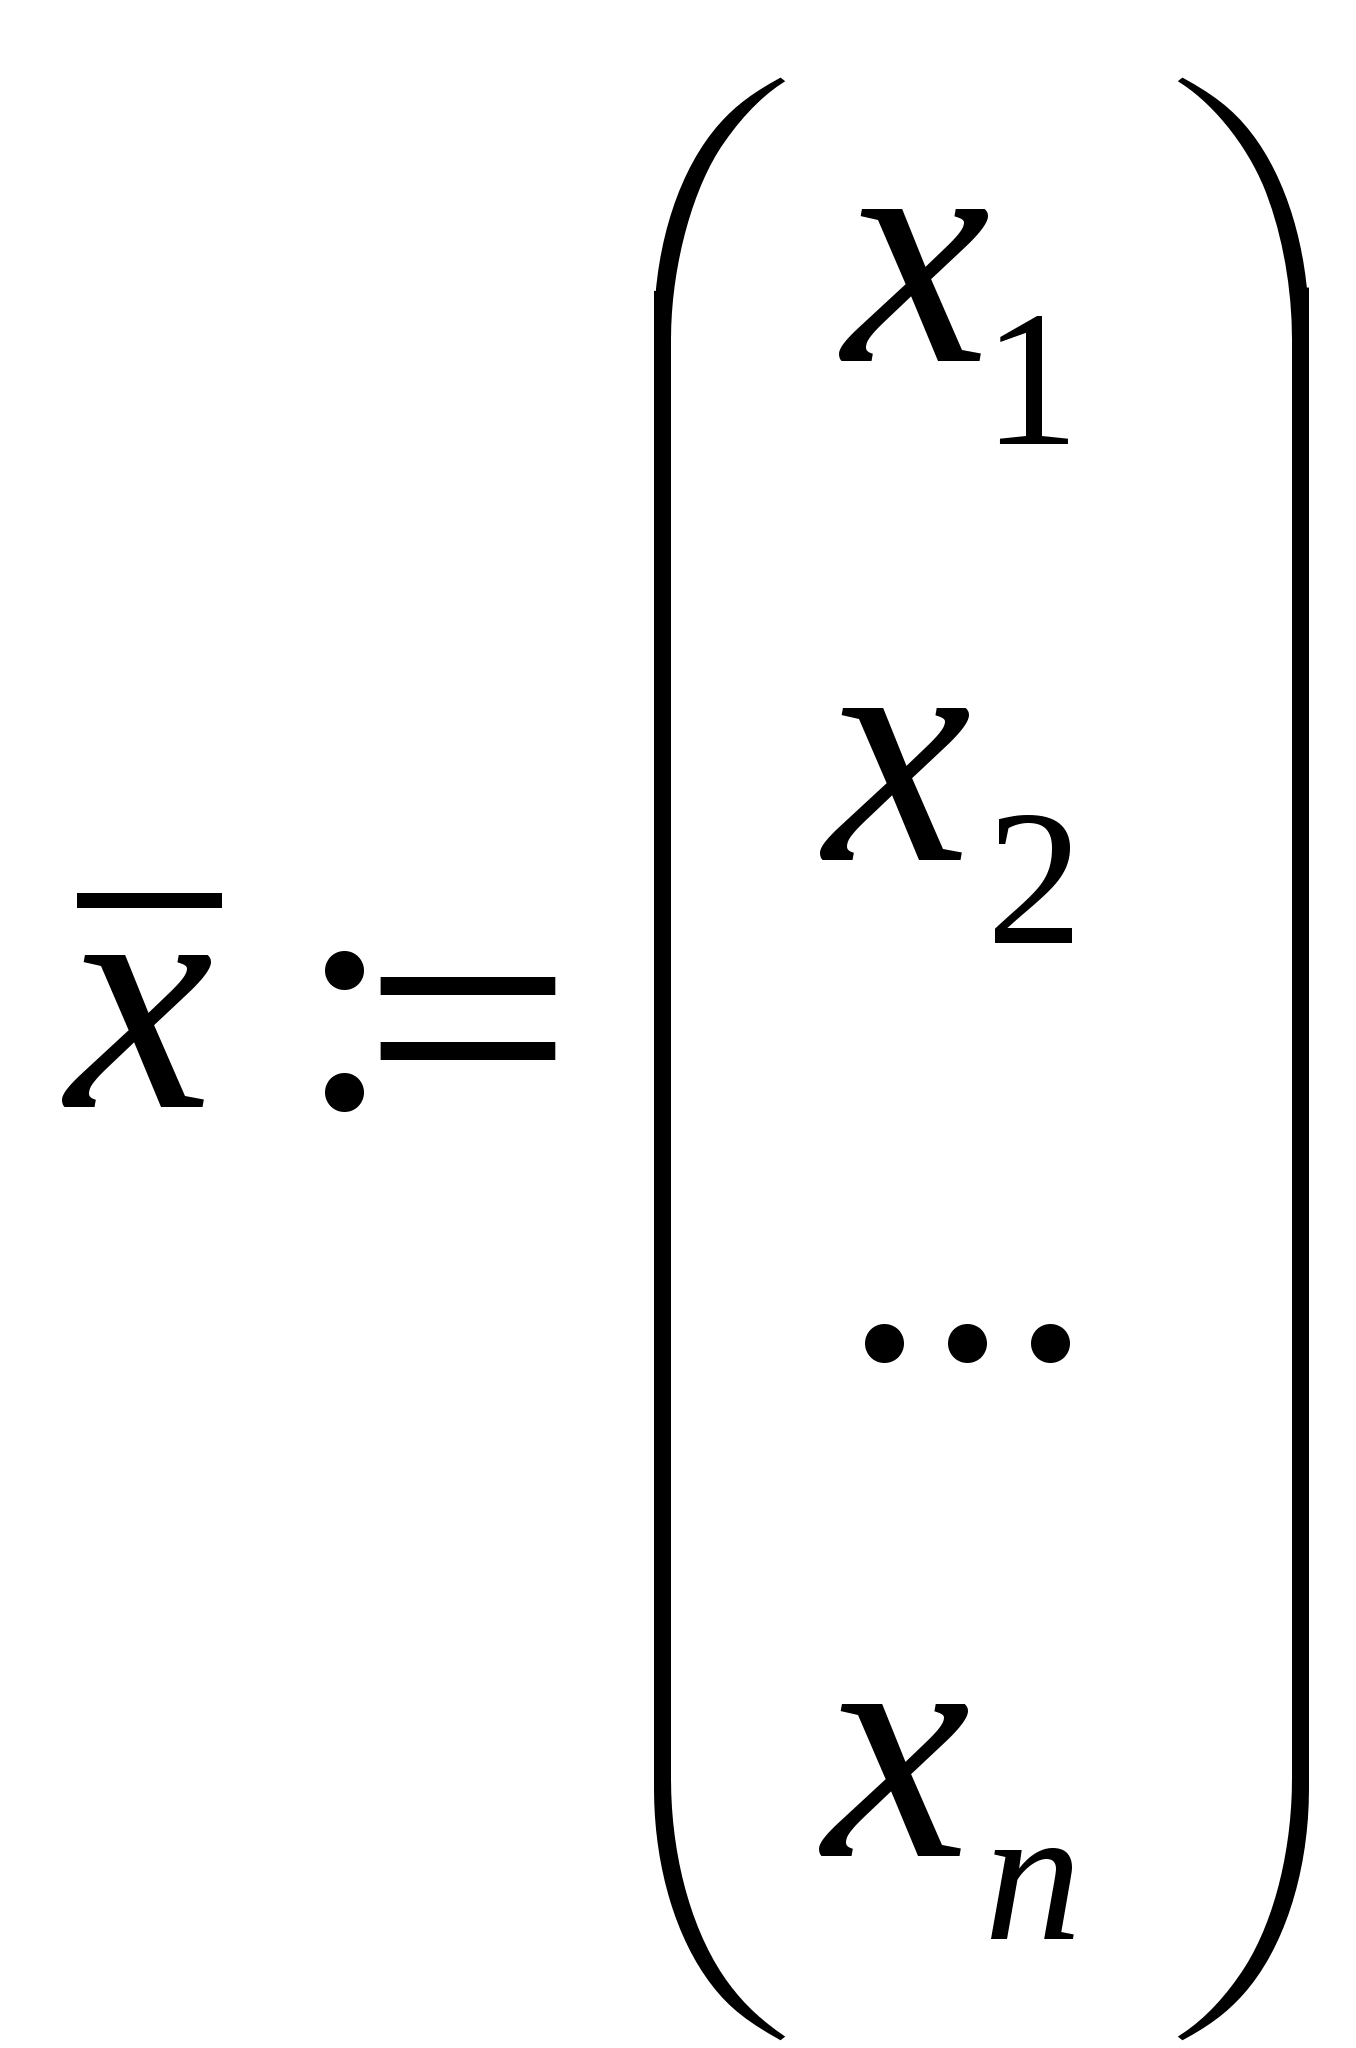 x₁
x₂
x̅ :=
...
xₙ